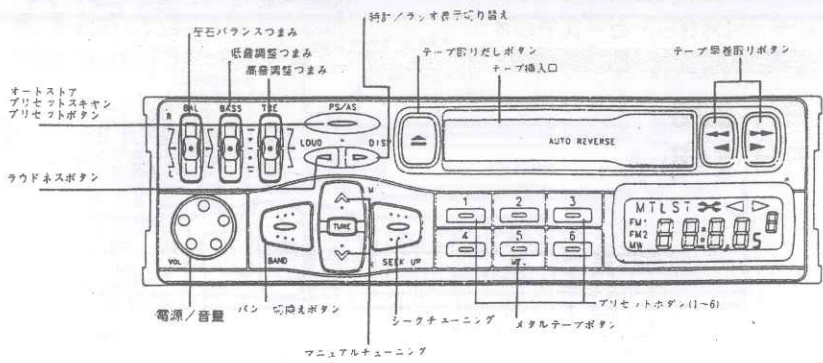 時計／ラジオ表示切り替え
左右バランスつまみ
低音調整つまみ
高音調整つまみ
テープ取りだしボタン
テープ挿入口
テープ早巻取りボタン
オートストア
プリセットスキャン
プリセットボタン
BAL BASS TRE
PS/AS
R
L
LOUD DISP
AUTO REVERSE
ラウドネスボタン
VOL
BAND
TUNE
SEEK UP
1 2 3
4 5 6
MTL
MTL ST
FM1
FM2
MW
電源／音量
バンド切換えボタン
シークチューニング
メタルテープボタン
プリセットボタン(1~6)
マニュアルチューニング